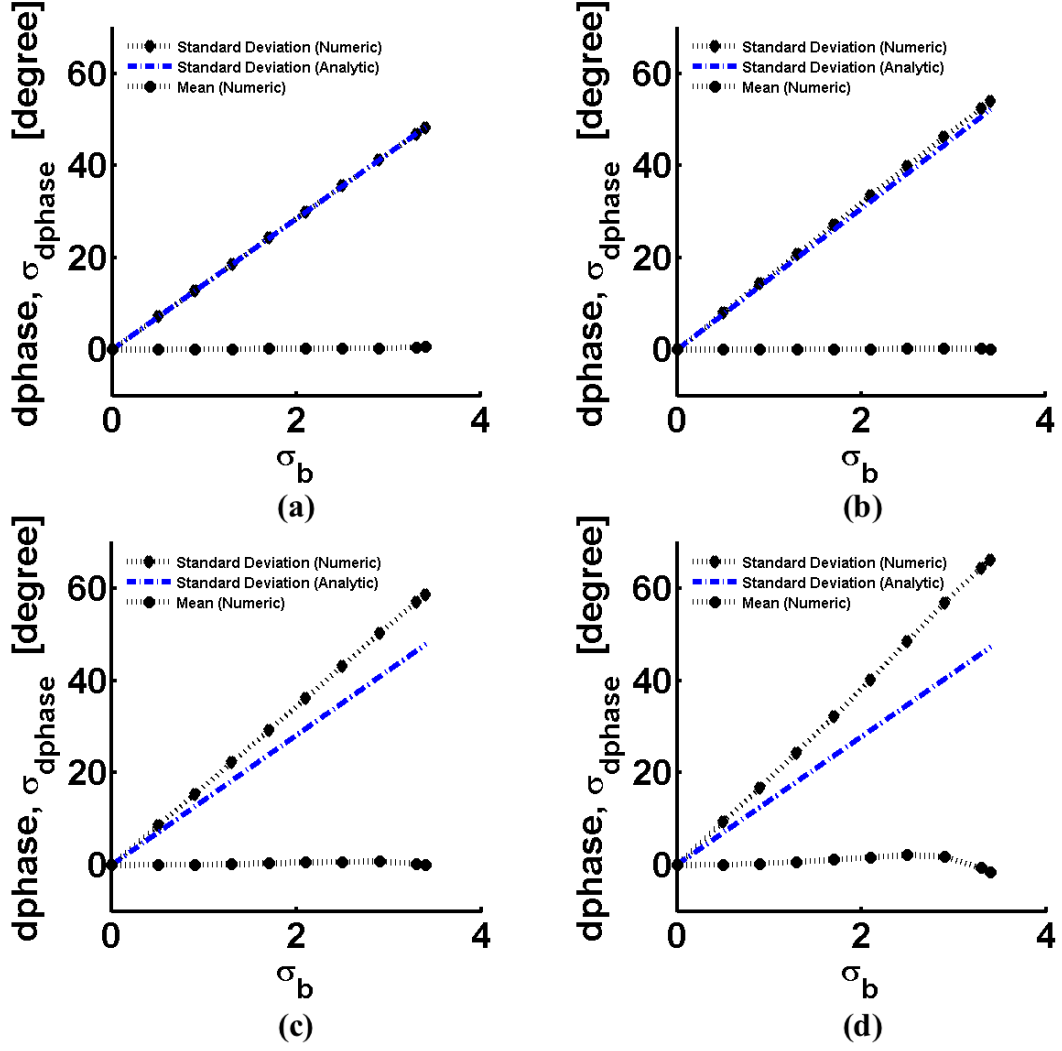 dphase, σdphase [degree]
Standard Deviation (Numeric)
Standard Deviation (Analytic)
Mean (Numeric)
60
40
20
0
0 2 4
σb
(a)
dphase, σdphase [degree]
Standard Deviation (Numeric)
Standard Deviation (Analytic)
Mean (Numeric)
60
40
20
0
0 2 4
σb
(b)
dphase, σdphase [degree]
Standard Deviation (Numeric)
Standard Deviation (Analytic)
Mean (Numeric)
60
40
20
0
0 2 4
σb
(c)
dphase, σdphase [degree]
Standard Deviation (Numeric)
Standard Deviation (Analytic)
Mean (Numeric)
60
40
20
0
0 2 4
σb
(d)